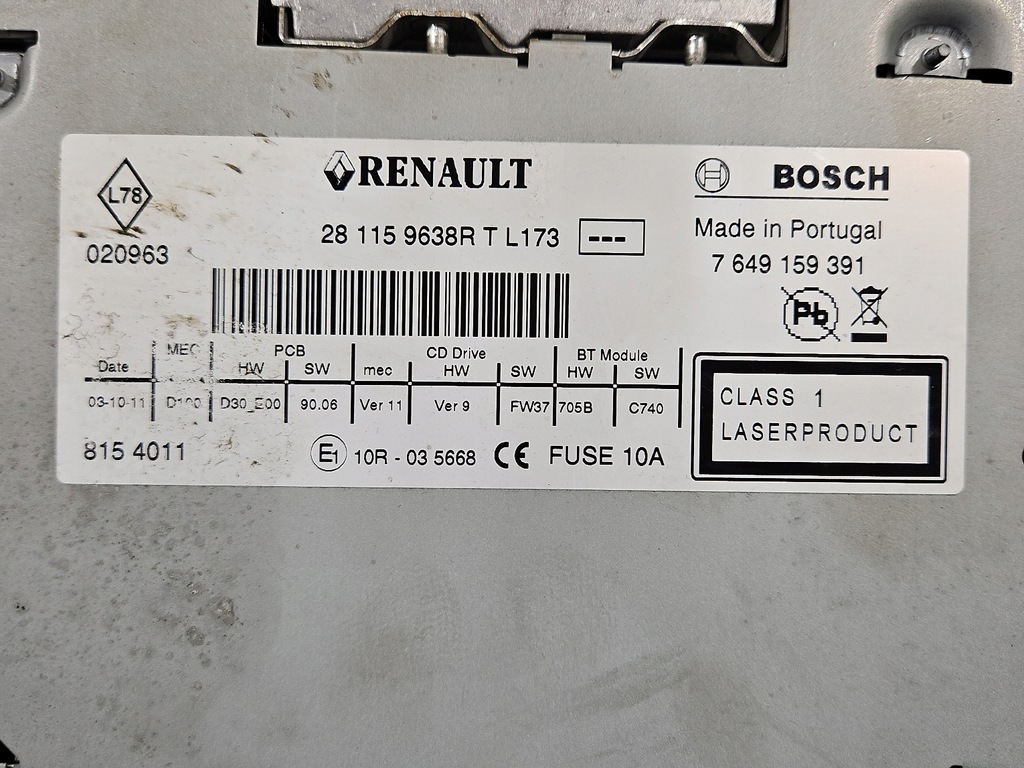 L78
RENAULT
BOSCH
28 115 9638R T L173 ---
Made in Portugal
020963
7 649 159 391
Pb
PCB CD Drive BT Module
Date MEC HW SW mec HW SW HW SW
03-10-11 D30_E00 90.06 Ver 11 Ver 9 FW37 705B C740
CLASS 1
LASERPRODUCT
815 4011
E1 10R - 03 5668 CE FUSE 10A